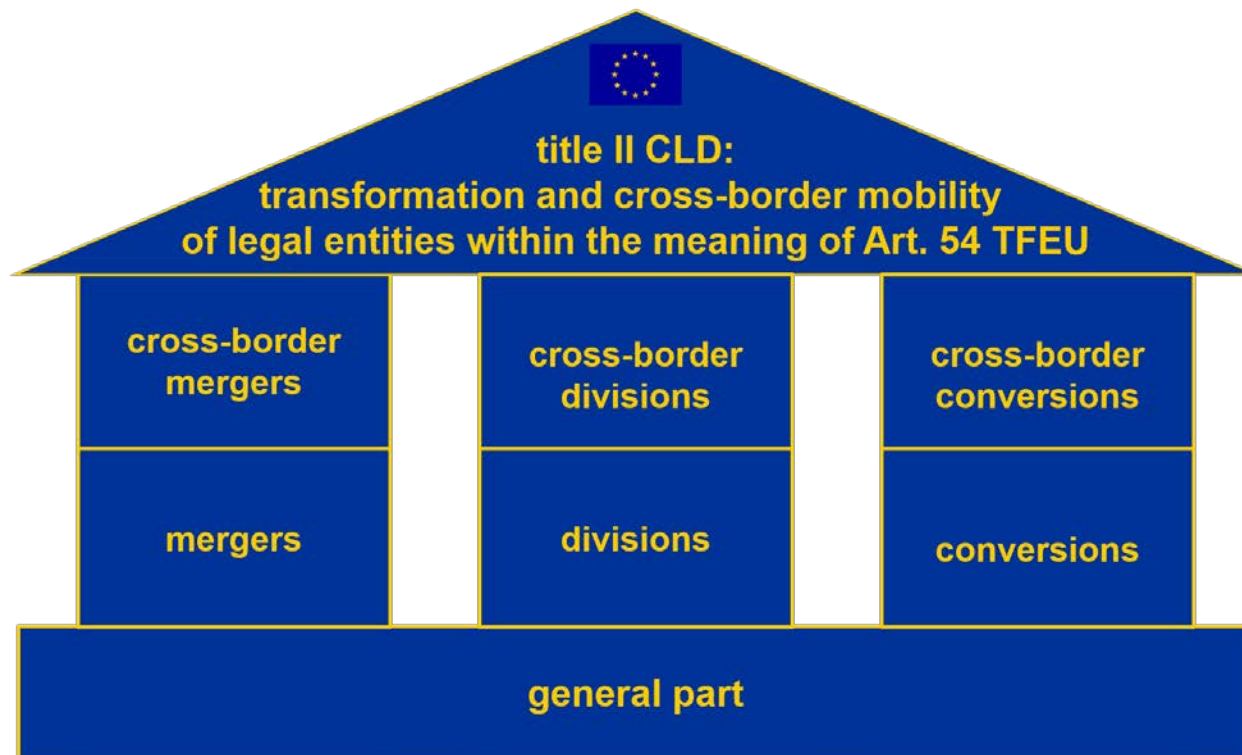 title II CLD:
transformation and cross-border mobility
of legal entities within the meaning of Art. 54 TFEU
cross-border
mergers
cross-border
divisions
cross-border
conversions
mergers
divisions
conversions
general part